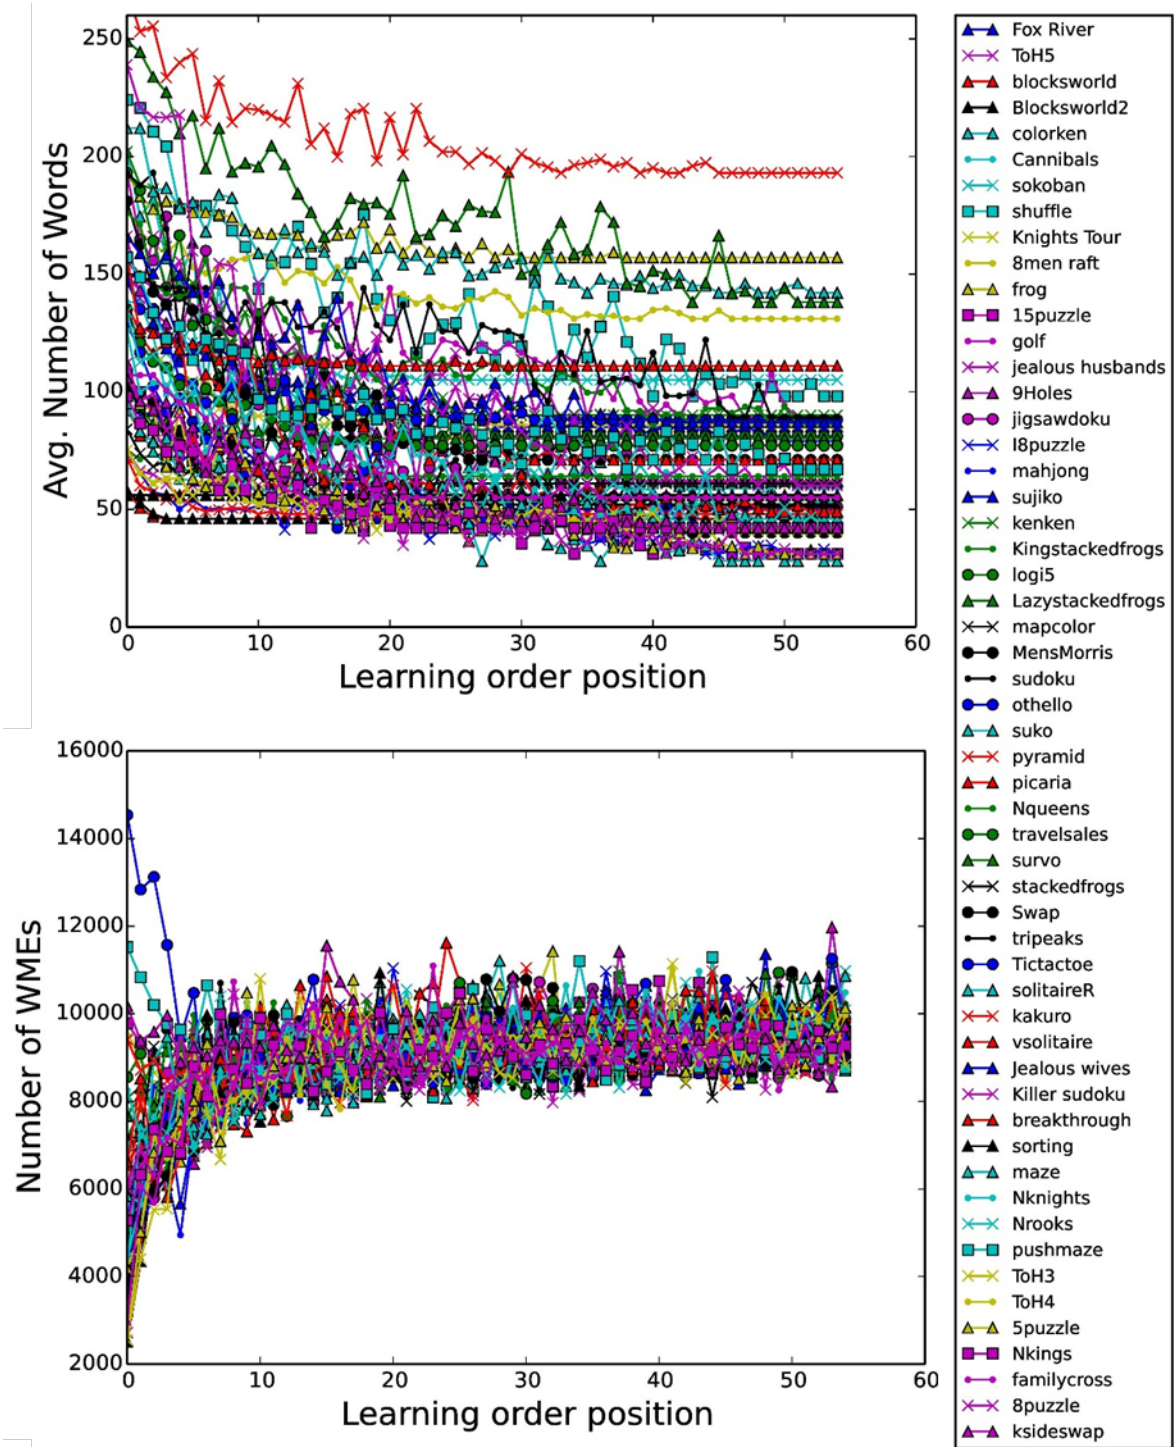 250
200
150
100
50
0
Avg. Number of Words
0 10 20 30 40 50 60
Learning order position
16000
14000
12000
10000
8000
6000
4000
2000
Number of WMEs
0 10 20 30 40 50 60
Learning order position
Fox River
ToH5
blocksworld
Blocksworld2
colorken
Cannibals
sokoban
shuffle
Knights Tour
8men raft
frog
15puzzle
golf
jealous husbands
9Holes
jigsawdoku
I8puzzle
mahjong
sujiko
kenken
Kingstackedfrogs
logi5
Lazystackedfrogs
mapcolor
MensMorris
sudoku
othello
suko
pyramid
picaria
Nqueens
travelsales
survo
stackedfrogs
Swap
tripeaks
Tictactoe
solitaireR
kakuro
vsolitaire
Jealous wives
Killer sudoku
breakthrough
sorting
maze
Nknights
Nrooks
pushmaze
ToH3
ToH4
5puzzle
Nkings
familycross
8puzzle
ksideswap